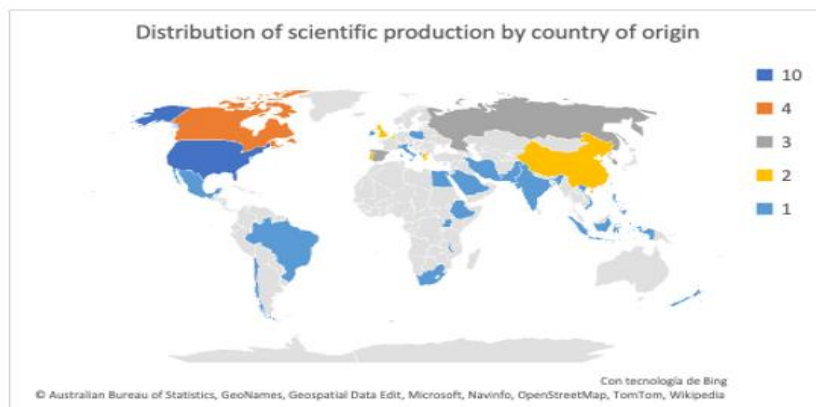 Distribution of scientific production by country of origin
10
4
3
2
1
Con tecnología de Bing
© Australian Bureau of Statistics, GeoNames, Geospatial Data Edit, Microsoft, Navinfo, OpenStreetMap, TomTom, Wikipedia